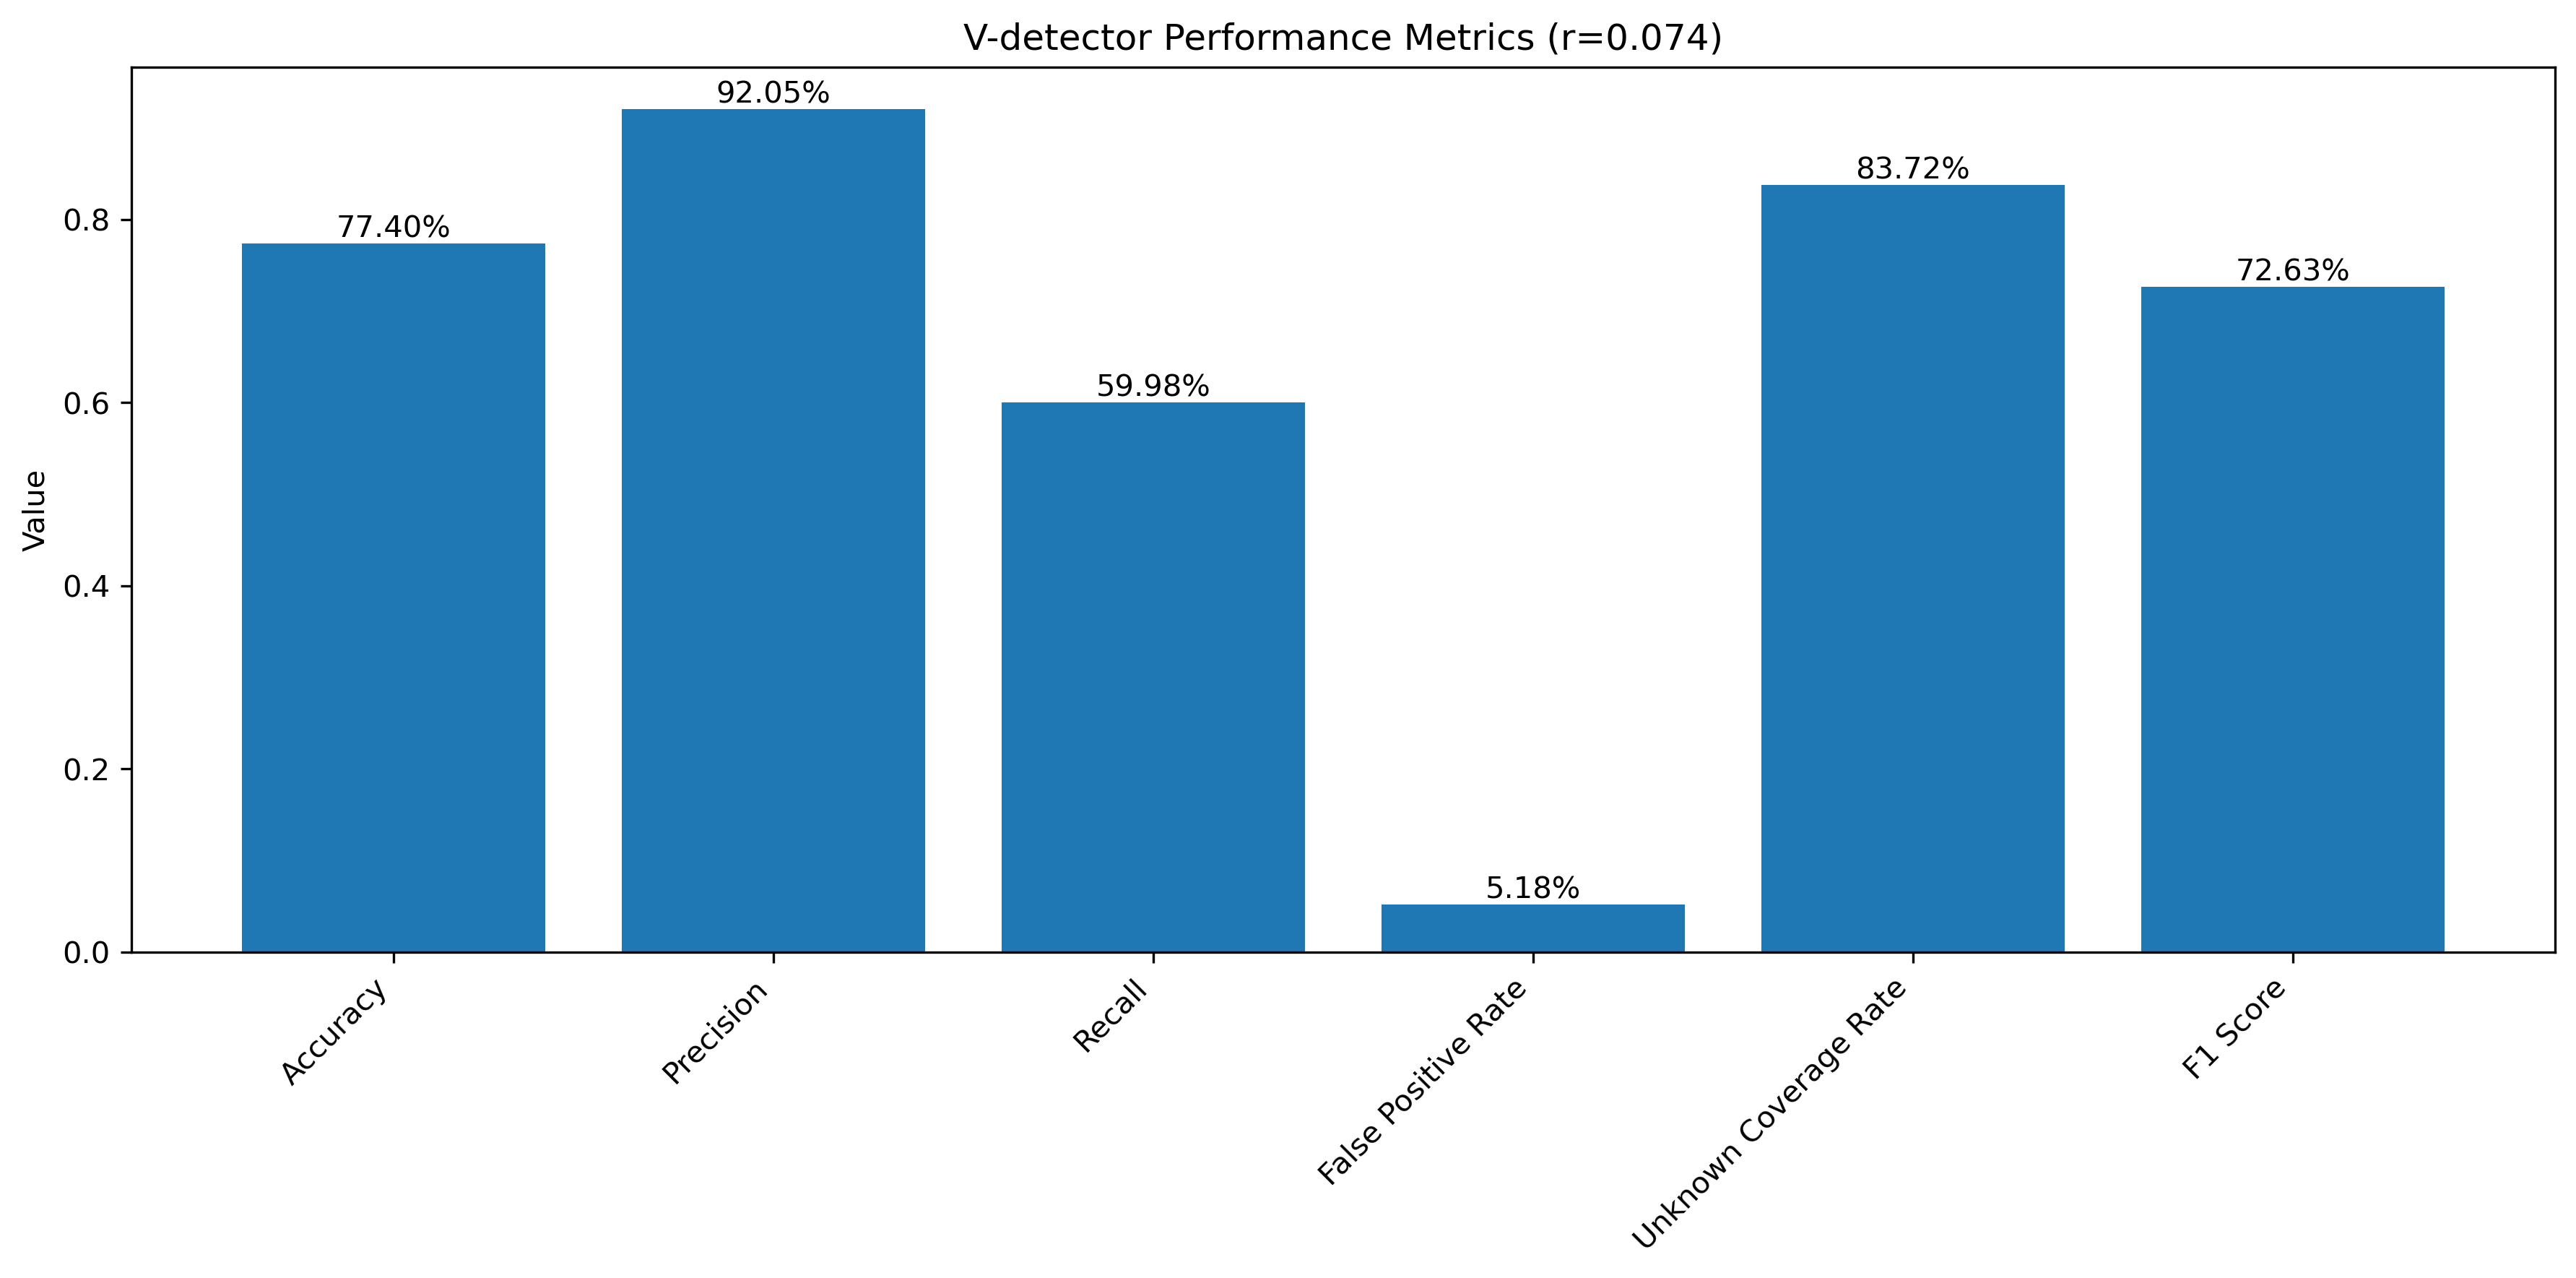 V-detector Performance Metrics (r=0.074)
92.05%
83.72%
77.40%
72.63%
59.98%
5.18%
Value
0.8
0.6
0.4
0.2
0.0
Accuracy
Precision
Recall
False Positive Rate
Unknown Coverage Rate
F1 Score